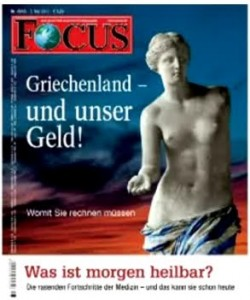 FOCUS
Griechenland –
und unser
Geld!
Womit Sie rechnen müssen
Was ist morgen heilbar?
Die rasenden Fortschritte der Medizin – und das kann sie schon heute